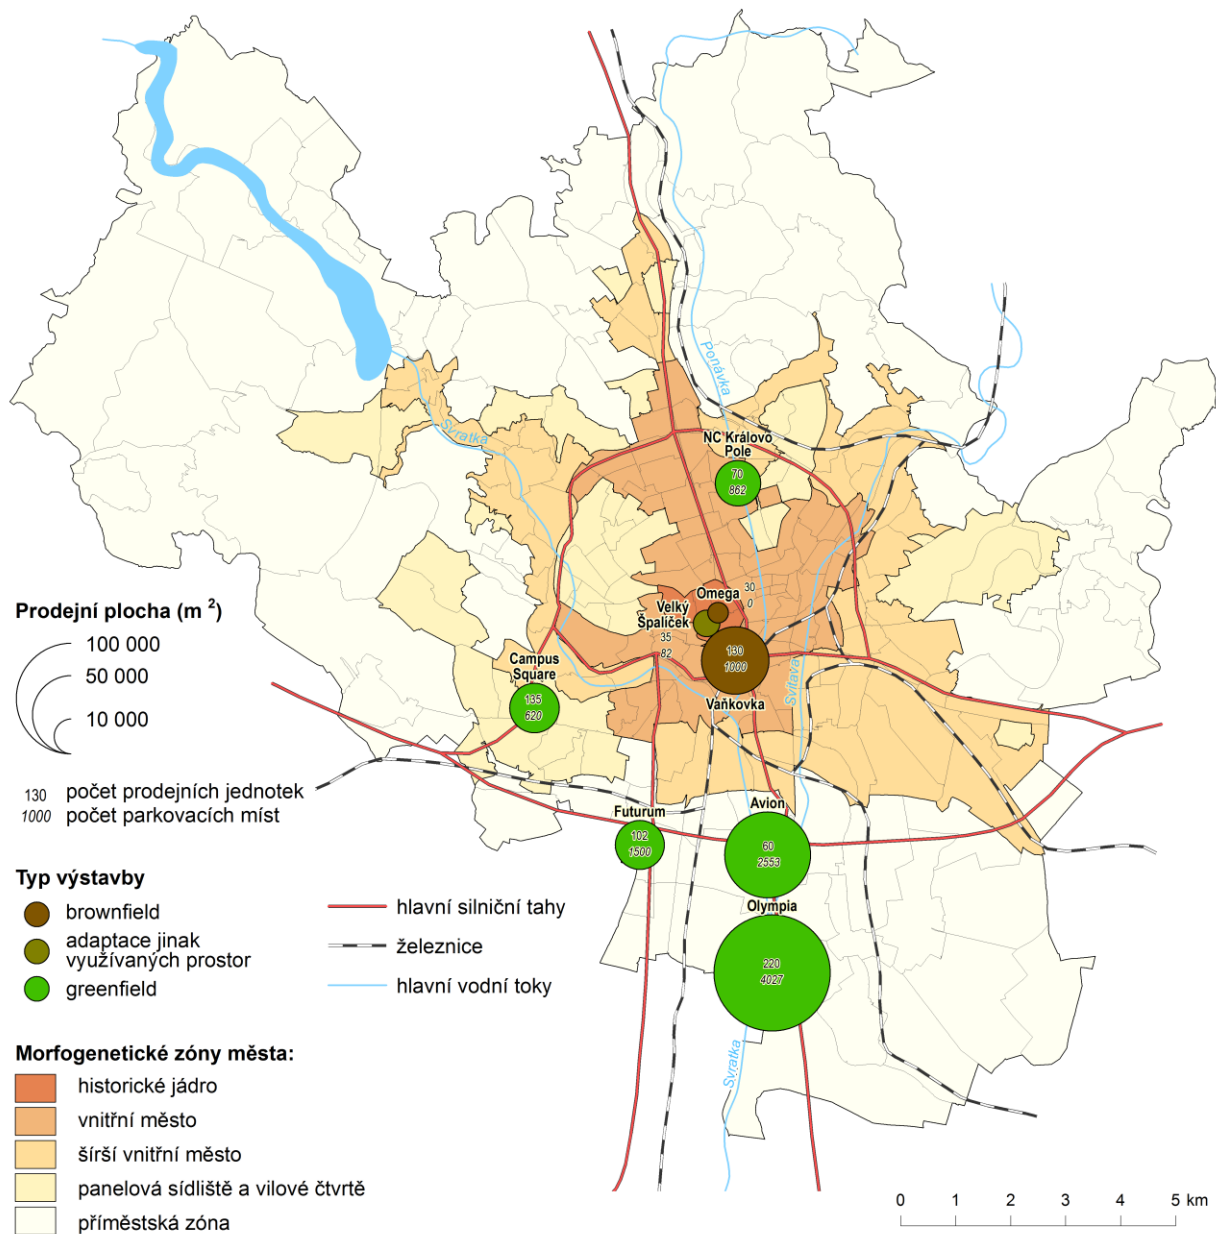 Ponávka
Svratka
NC Královo
Pole
70
862
30
0
Omega
Velký
Špalíček
35
82
130
1000
Vaňkovka
Svitava
Campus
Square
135
620
Futurum
102
1500
Avion
60
2553
Olympia
220
4027
Svratka
Prodejní plocha (m ²)
100 000
50 000
10 000
130 počet prodejních jednotek
1000 počet parkovacích míst
Typ výstavby
brownfield
adaptace jinak
využívaných prostor
greenfield
hlavní silniční tahy
železnice
hlavní vodní toky
Morfogenetické zóny města:
historické jádro
vnitřní město
šírší vnitřní město
panelová sídliště a vilové čtvrtě
příměstská zóna
0 1 2 3 4 5 km